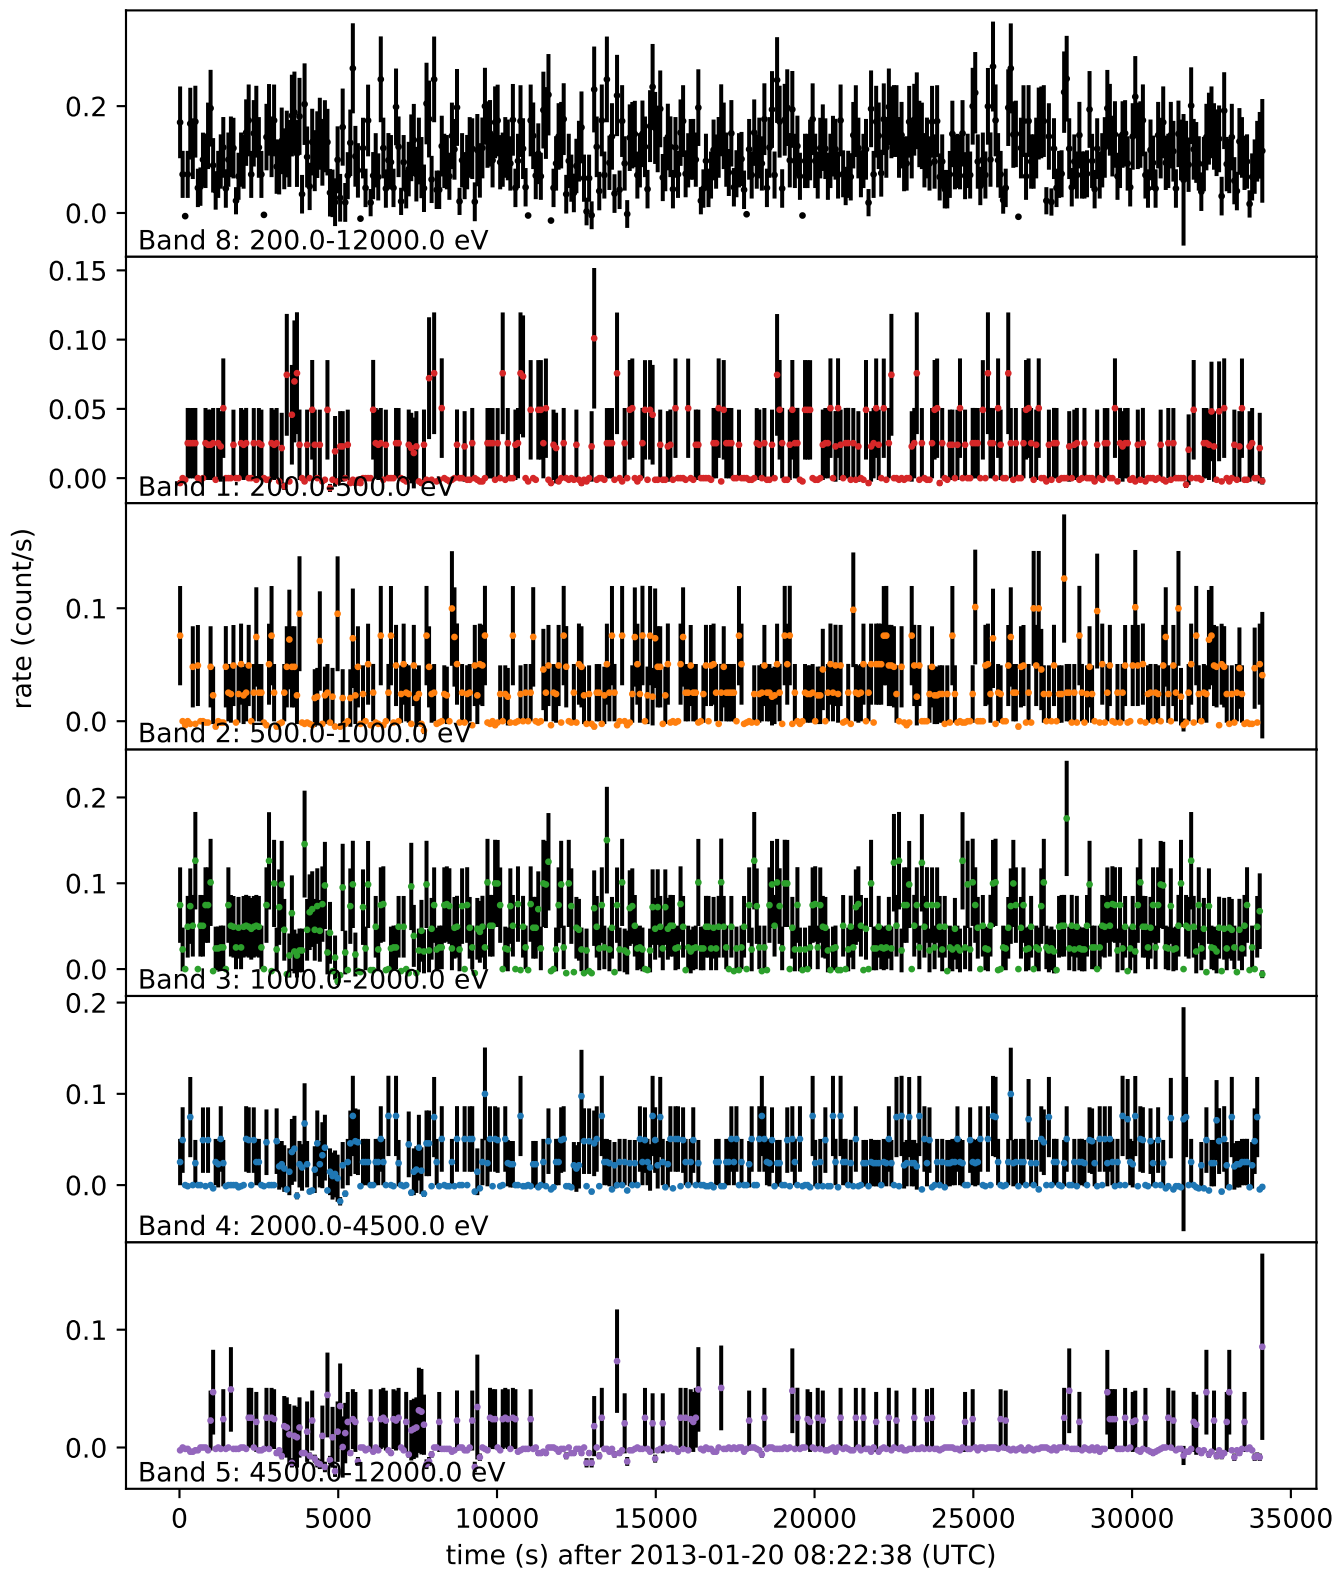 0.2
0.0
Band 8: 200.0-12000.0 eV
0.15
0.10
0.05
0.00
Band 1: 200.0-500.0 eV
0.1
0.0
Band 2: 500.0-1000.0 eV
rate (count/s)
0.2
0.1
0.0
Band 3: 1000.0-2000.0 eV
0.2
0.1
0.0
Band 4: 2000.0-4500.0 eV
0.1
0.0
Band 5: 4500.0-12000.0 eV
0 5000 10000 15000 20000 25000 30000 35000
time (s) after 2013-01-20 08:22:38 (UTC)